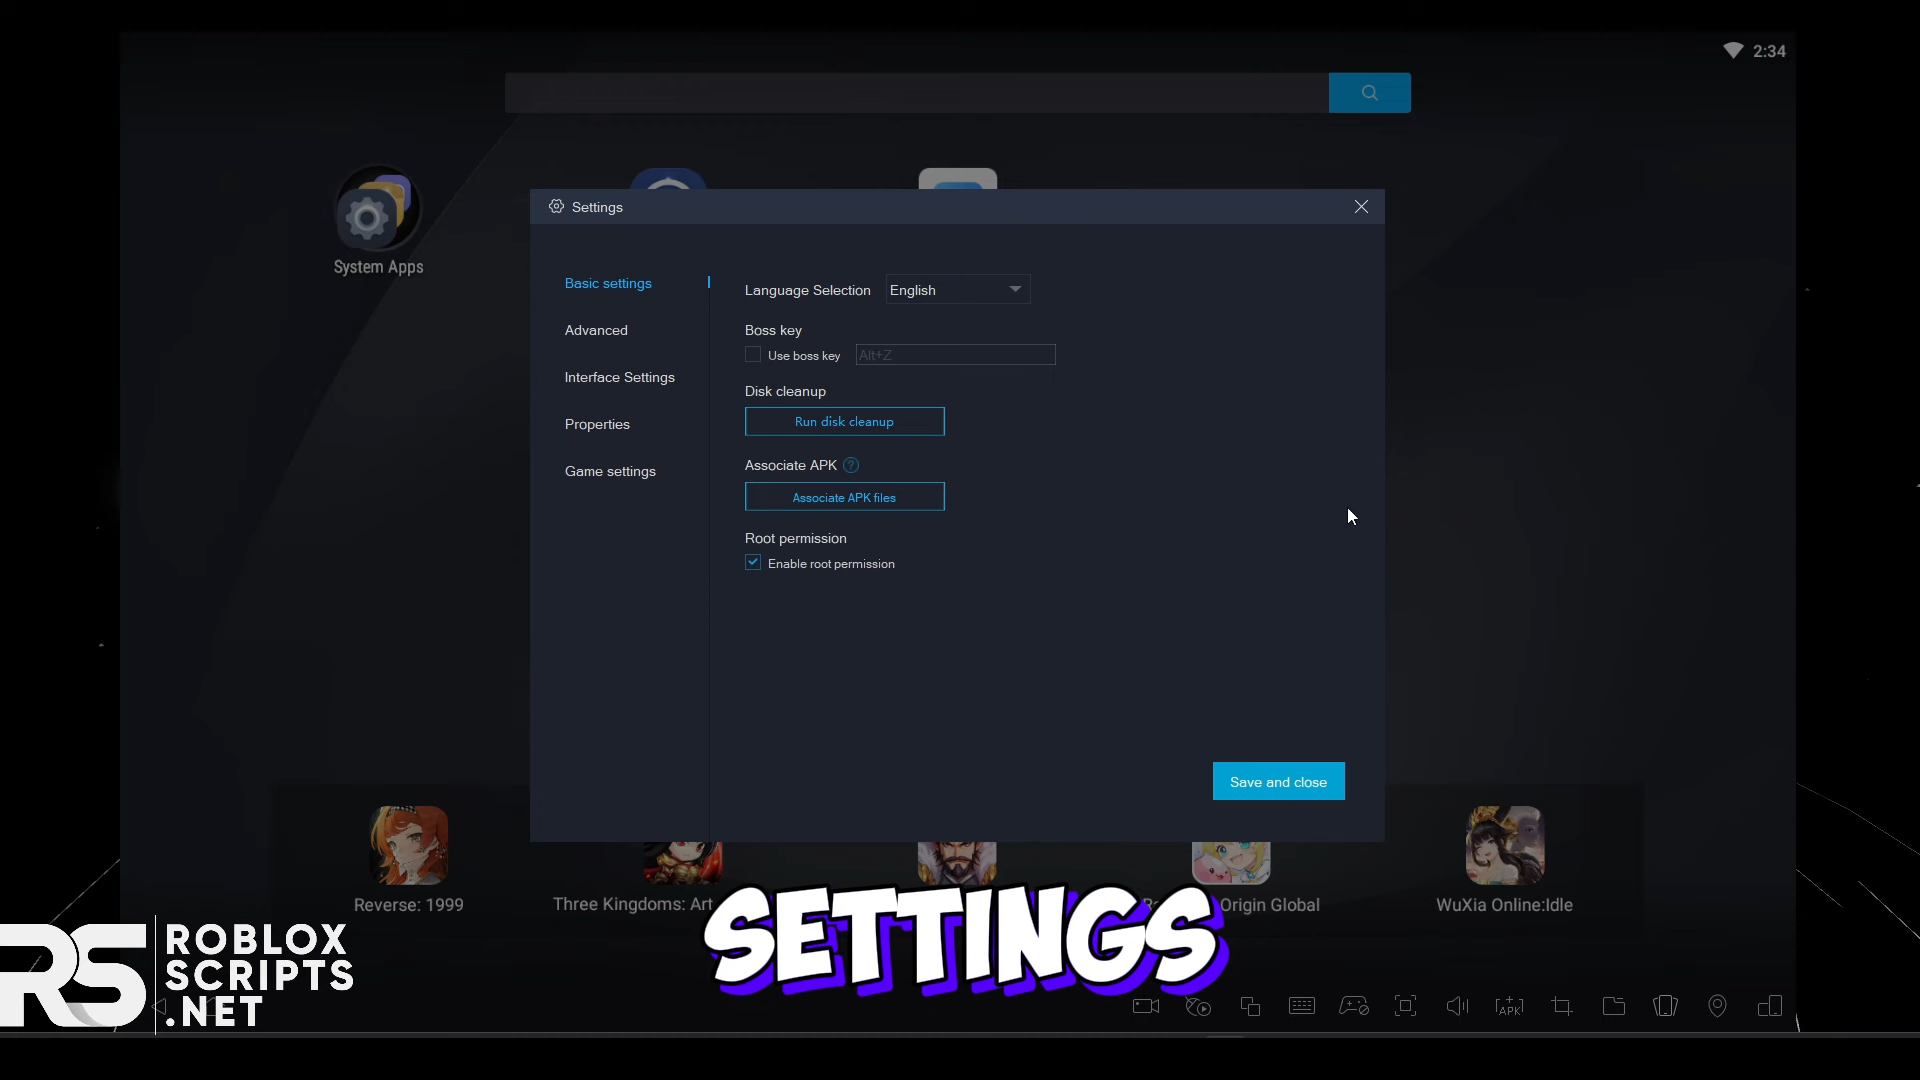 2:34
Settings
System Apps
Basic settings
Language Selection English
Advanced
Boss key
Use boss key Alt+Z
Interface Settings
Disk cleanup
Run disk cleanup
Properties
Associate APK ?
Game settings
Associate APK files
Root permission
Enable root permission
Save and close
Reverse: 1999
Three Kingdoms: Art
Origin Global
WuXia Online:Idle
SETTINGS
RS
ROBLOX
SCRIPTS
.NET
APK